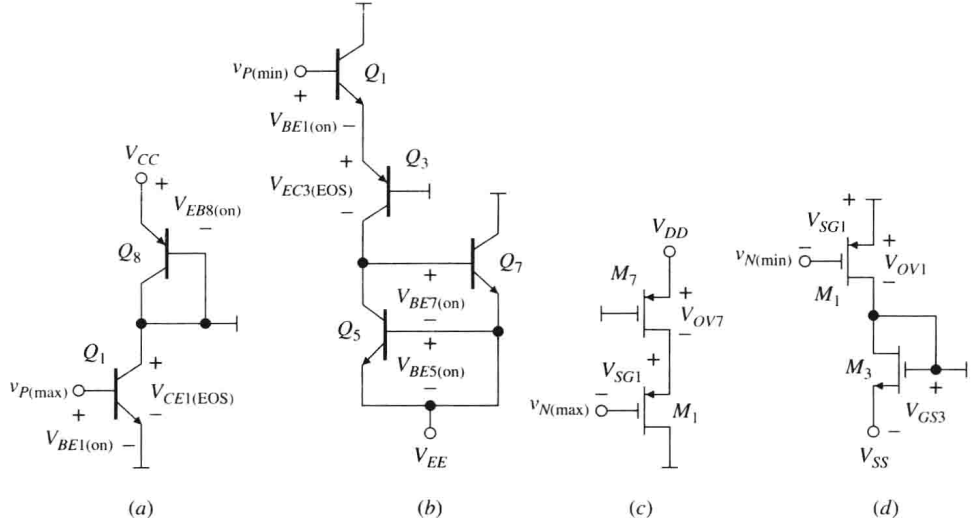 v_P(min)
+
V_BE1(on) −
Q_1
+
V_EC3(EOS)
−
Q_3
V_CC
+
V_EB8(on)
−
Q_8
Q_1
v_P(max)
+
V_BE1(on) −
+
V_CE1(EOS)
−
Q_7
+
V_BE7(on)
−
Q_5
+
V_BE5(on)
−
V_EE
V_DD
M_7
+
V_OV7
−
+
V_SG1
−
v_N(max)
M_1
+
V_SG1
−
v_N(min)
+
V_OV1
−
M_1
M_3
+
V_GS3
−
V_SS
(a)
(b)
(c)
(d)